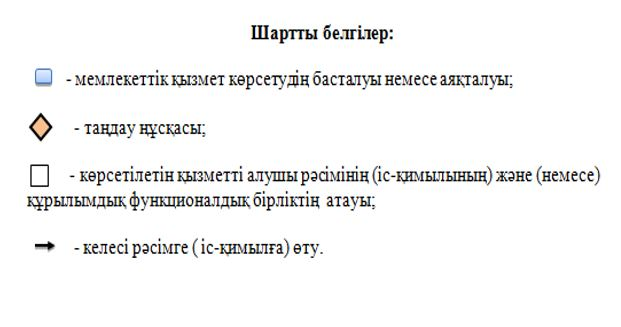 Шартты белгілер:
- мемлекеттік қызмет көрсетудің басталуы немесе аяқталуы;
- таңдау нұсқасы;
- көрсетілетін қызметті алушы рәсімінің (іс-қимылының) және (немесе)
құрылымдық функционалдық бірліктің атауы;
- келесі рәсімге ( іс-қимылға) өту.